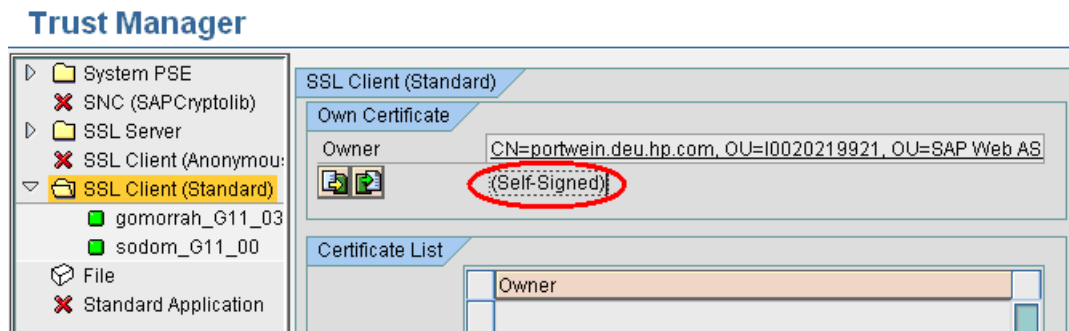 Trust Manager
System PSE
SNC (SAPCryptolib)
SSL Server
SSL Client (Anonymou
SSL Client (Standard)
gomorrah_G11_03
sodom_G11_00
File
Standard Application
SSL Client (Standard)
Own Certificate
Owner CN=portwein.deu.hp.com, OU=I0020219921, OU=SAP Web AS
(Self-Signed)
Certificate List
Owner